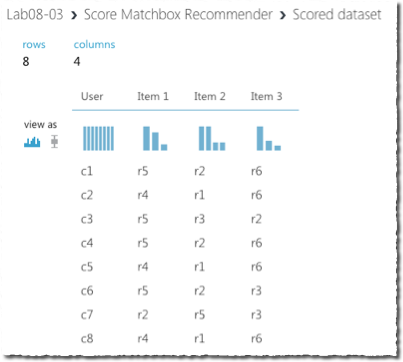 Lab08-03 ❯ Score Matchbox Recommender ❯ Scored dataset
rows columns
8 4
User Item 1 Item 2 Item 3
view as
c1 r5 r2 r6
c2 r4 r1 r6
c3 r5 r3 r2
c4 r5 r2 r6
c5 r4 r1 r6
c6 r5 r2 r3
c7 r2 r5 r3
c8 r4 r1 r6